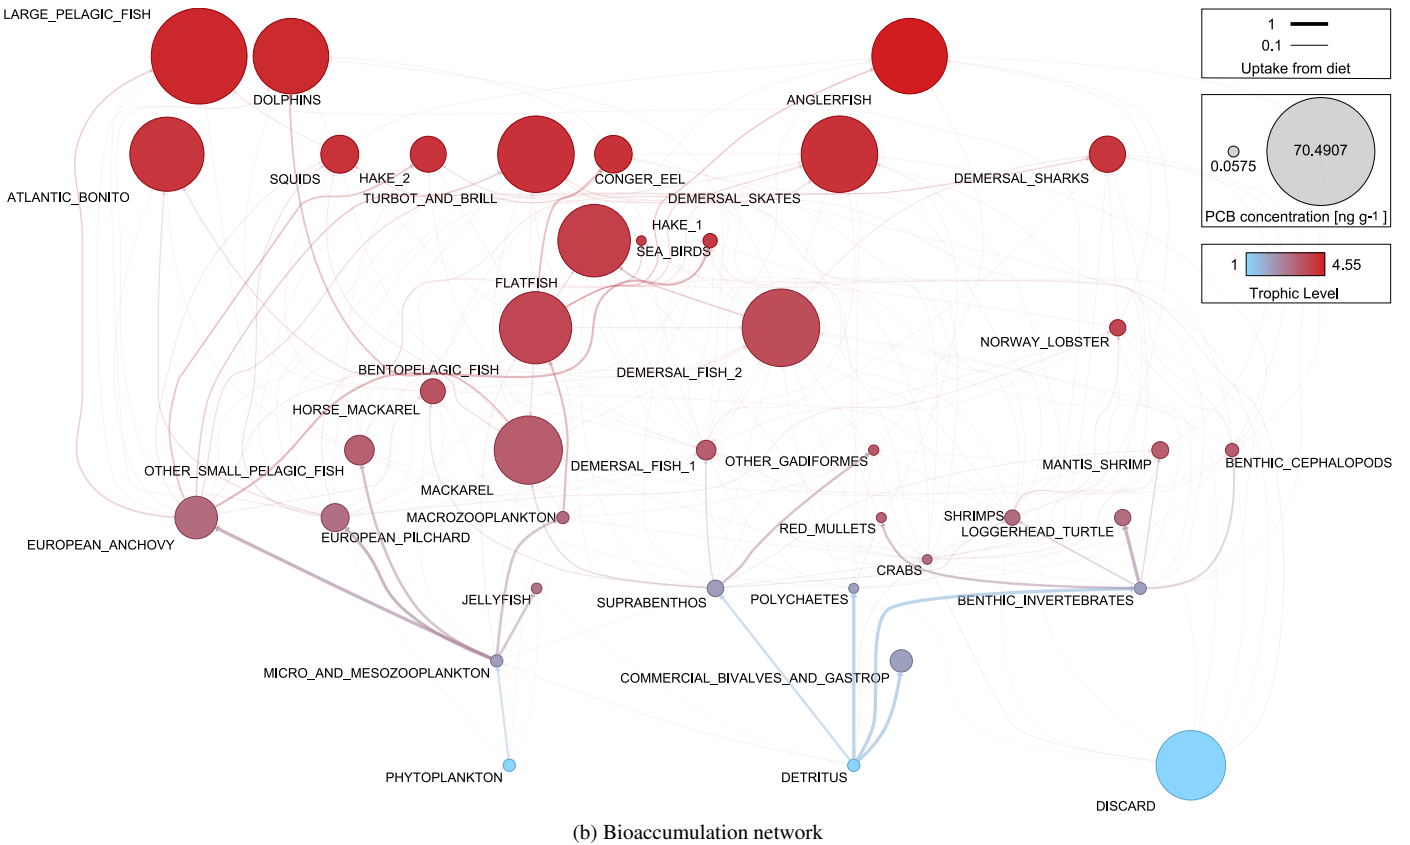 LARGE_PELAGIC_FISH
1
0.1
Uptake from diet
DOLPHINS
ANGLERFISH
70.4907
0.0575
PCB concentration [ng g-1 ]
SQUIDS
HAKE_2
CONGER_EEL
DEMERSAL_SHARKS
ATLANTIC_BONITO
TURBOT_AND_BRILL
DEMERSAL_SKATES
HAKE_1
SEA_BIRDS
1
4.55
Trophic Level
FLATFISH
NORWAY_LOBSTER
BENTOPELAGIC_FISH
DEMERSAL_FISH_2
HORSE_MACKAREL
OTHER_SMALL_PELAGIC_FISH
DEMERSAL_FISH_1
OTHER_GADIFORMES
MANTIS_SHRIMP
BENTHIC_CEPHALOPODS
MACKAREL
MACROZOOPLANKTON
SHRIMPS
RED_MULLETS
LOGGERHEAD_TURTLE
EUROPEAN_ANCHOVY
EUROPEAN_PILCHARD
CRABS
JELLYFISH
SUPRABENTHOS
POLYCHAETES
BENTHIC_INVERTEBRATES
MICRO_AND_MESOZOOPLANKTON
COMMERCIAL_BIVALVES_AND_GASTROP
PHYTOPLANKTON
DETRITUS
DISCARD
(b) Bioaccumulation network